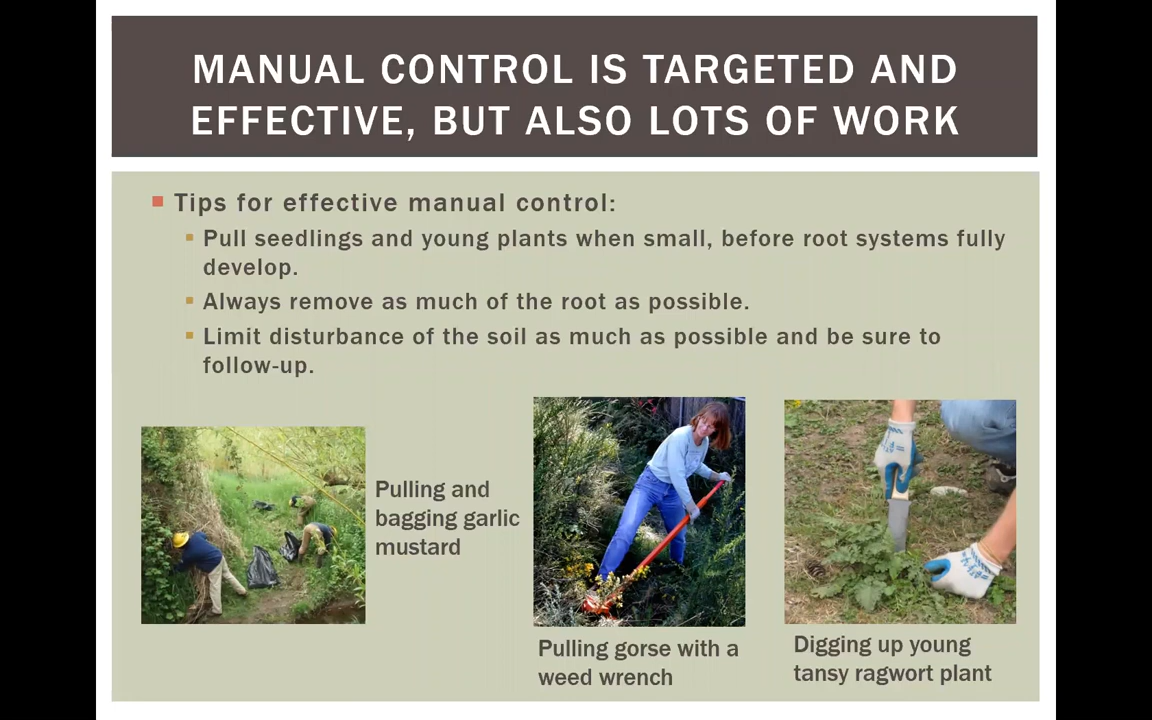 MANUAL CONTROL IS TARGETED AND
EFFECTIVE, BUT ALSO LOTS OF WORK
Tips for effective manual control:
Pull seedlings and young plants when small, before root systems fully
develop.
Always remove as much of the root as possible.
Limit disturbance of the soil as much as possible and be sure to
follow-up.
Pulling and
bagging garlic
mustard
Pulling gorse with a
weed wrench
Digging up young
tansy ragwort plant